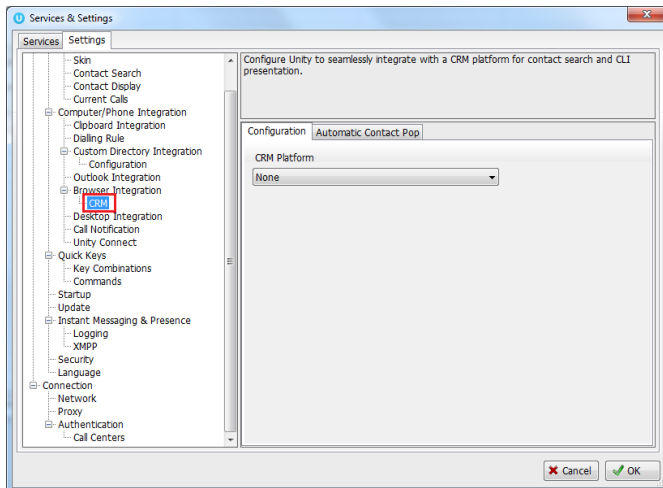 Services & Settings
Services
Settings
Skin
Contact Search
Contact Display
Current Calls
Computer/Phone Integration
Clipboard Integration
Dialling Rule
Custom Directory Integration
Configuration
Outlook Integration
Browser Integration
CRM
Desktop Integration
Call Notification
Unity Connect
Quick Keys
Key Combinations
Commands
Startup
Update
Instant Messaging & Presence
Logging
XMPP
Security
Language
Connection
Network
Proxy
Authentication
Call Centers
Configure Unity to seamlessly integrate with a CRM platform for contact search and CLI
presentation.
Configuration
Automatic Contact Pop
CRM Platform
None
Cancel
OK